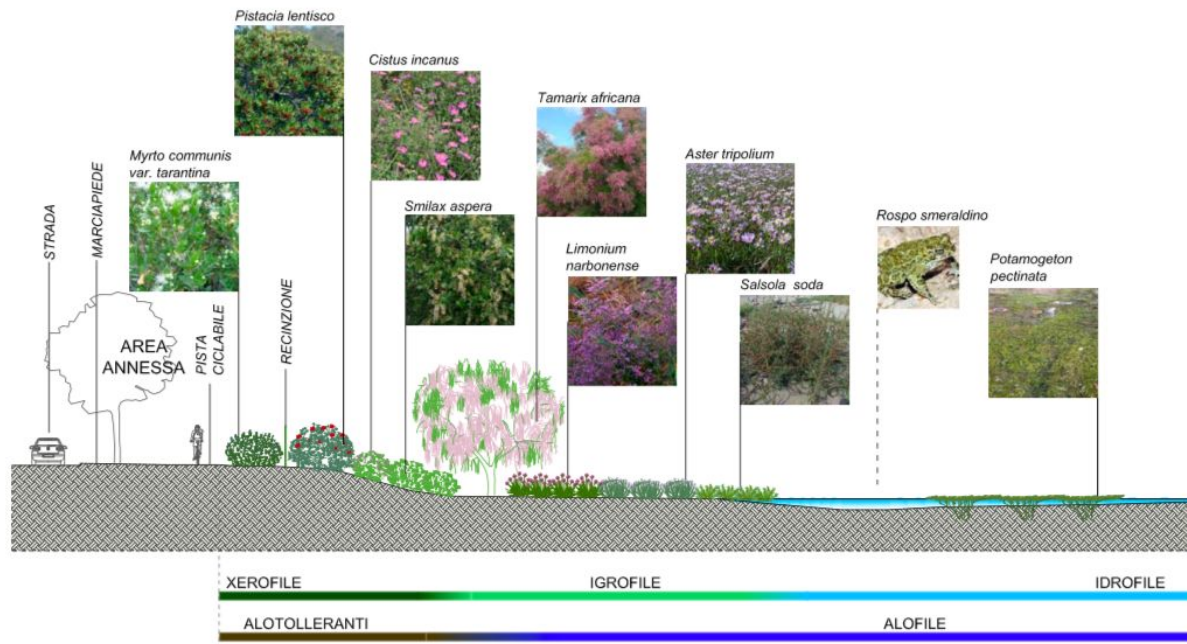 Pistacia lentisco
Cistus incanus
Tamarix africana
Myrto communis
var. tarantina
Aster tripolium
Smilax aspera
Rospo smeraldino
Limonium
narbonense
Potamogeton
pectinata
Salsola soda
STRADA
MARCIAPIEDE
AREA
ANNESSA
PISTA
CICLABILE
RECINZIONE
XEROFILE
IGROFILE
IDROFILE
ALOTOLLERANTI
ALOFILE